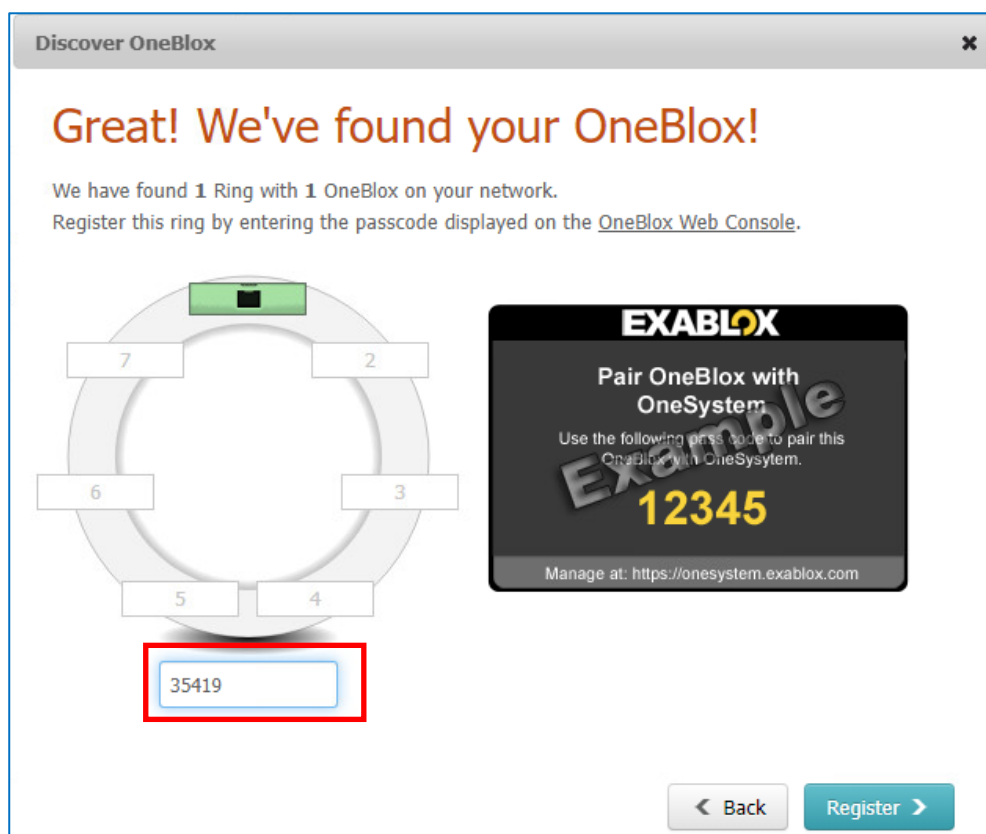 Discover OneBlox
Great! We've found your OneBlox!
We have found 1 Ring with 1 OneBlox on your network.
Register this ring by entering the passcode displayed on the OneBlox Web Console.
7
2
6
3
5
4
35419
EXABLOX
Pair OneBlox with
OneSystem
Use the following pass code to pair this
OneBlox with OneSysytem.
Example
12345
Manage at: https://onesystem.exablox.com
Back
Register